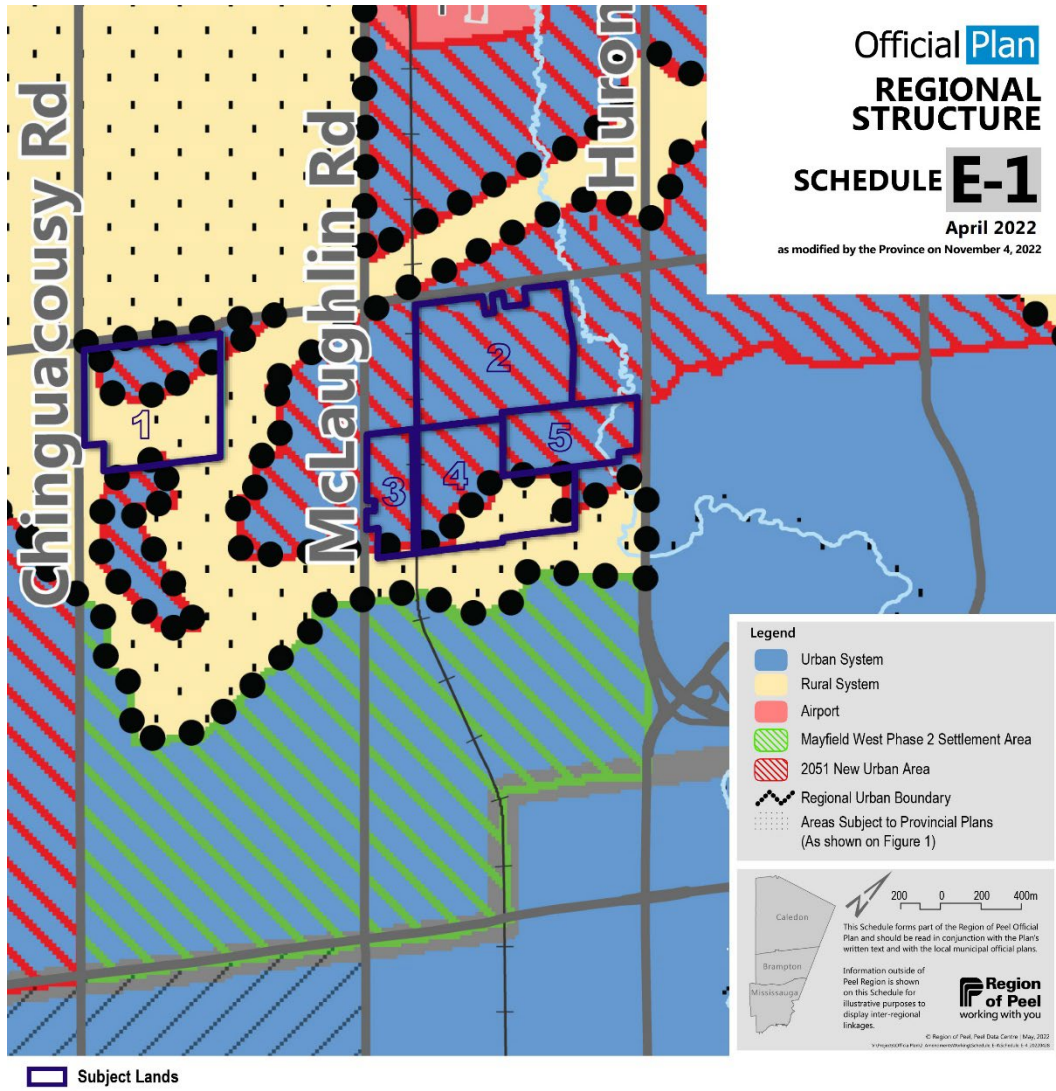 Official Plan
REGIONAL
STRUCTURE
SCHEDULE E-1
April 2022
as modified by the Province on November 4, 2022
Chinguacousy Rd
McLaughlin Rd
Huron
1
2
3
4
5
Legend
Urban System
Rural System
Airport
Mayfield West Phase 2 Settlement Area
2051 New Urban Area
Regional Urban Boundary
Areas Subject to Provincial Plans
(As shown on Figure 1)
Caledon
Brampton
Mississauga
200 0 200 400m
This Schedule forms part of the Region of Peel Official
Plan and should be read in conjunction with the Plan's
written text and with the local municipal official plans.
Information outside of
Peel Region is shown
on this Schedule for
illustrative purposes to
display inter-regional
linkages.
Region
of Peel
working with you
© Region of Peel, Peel Data Centre | May, 2022
Subject Lands